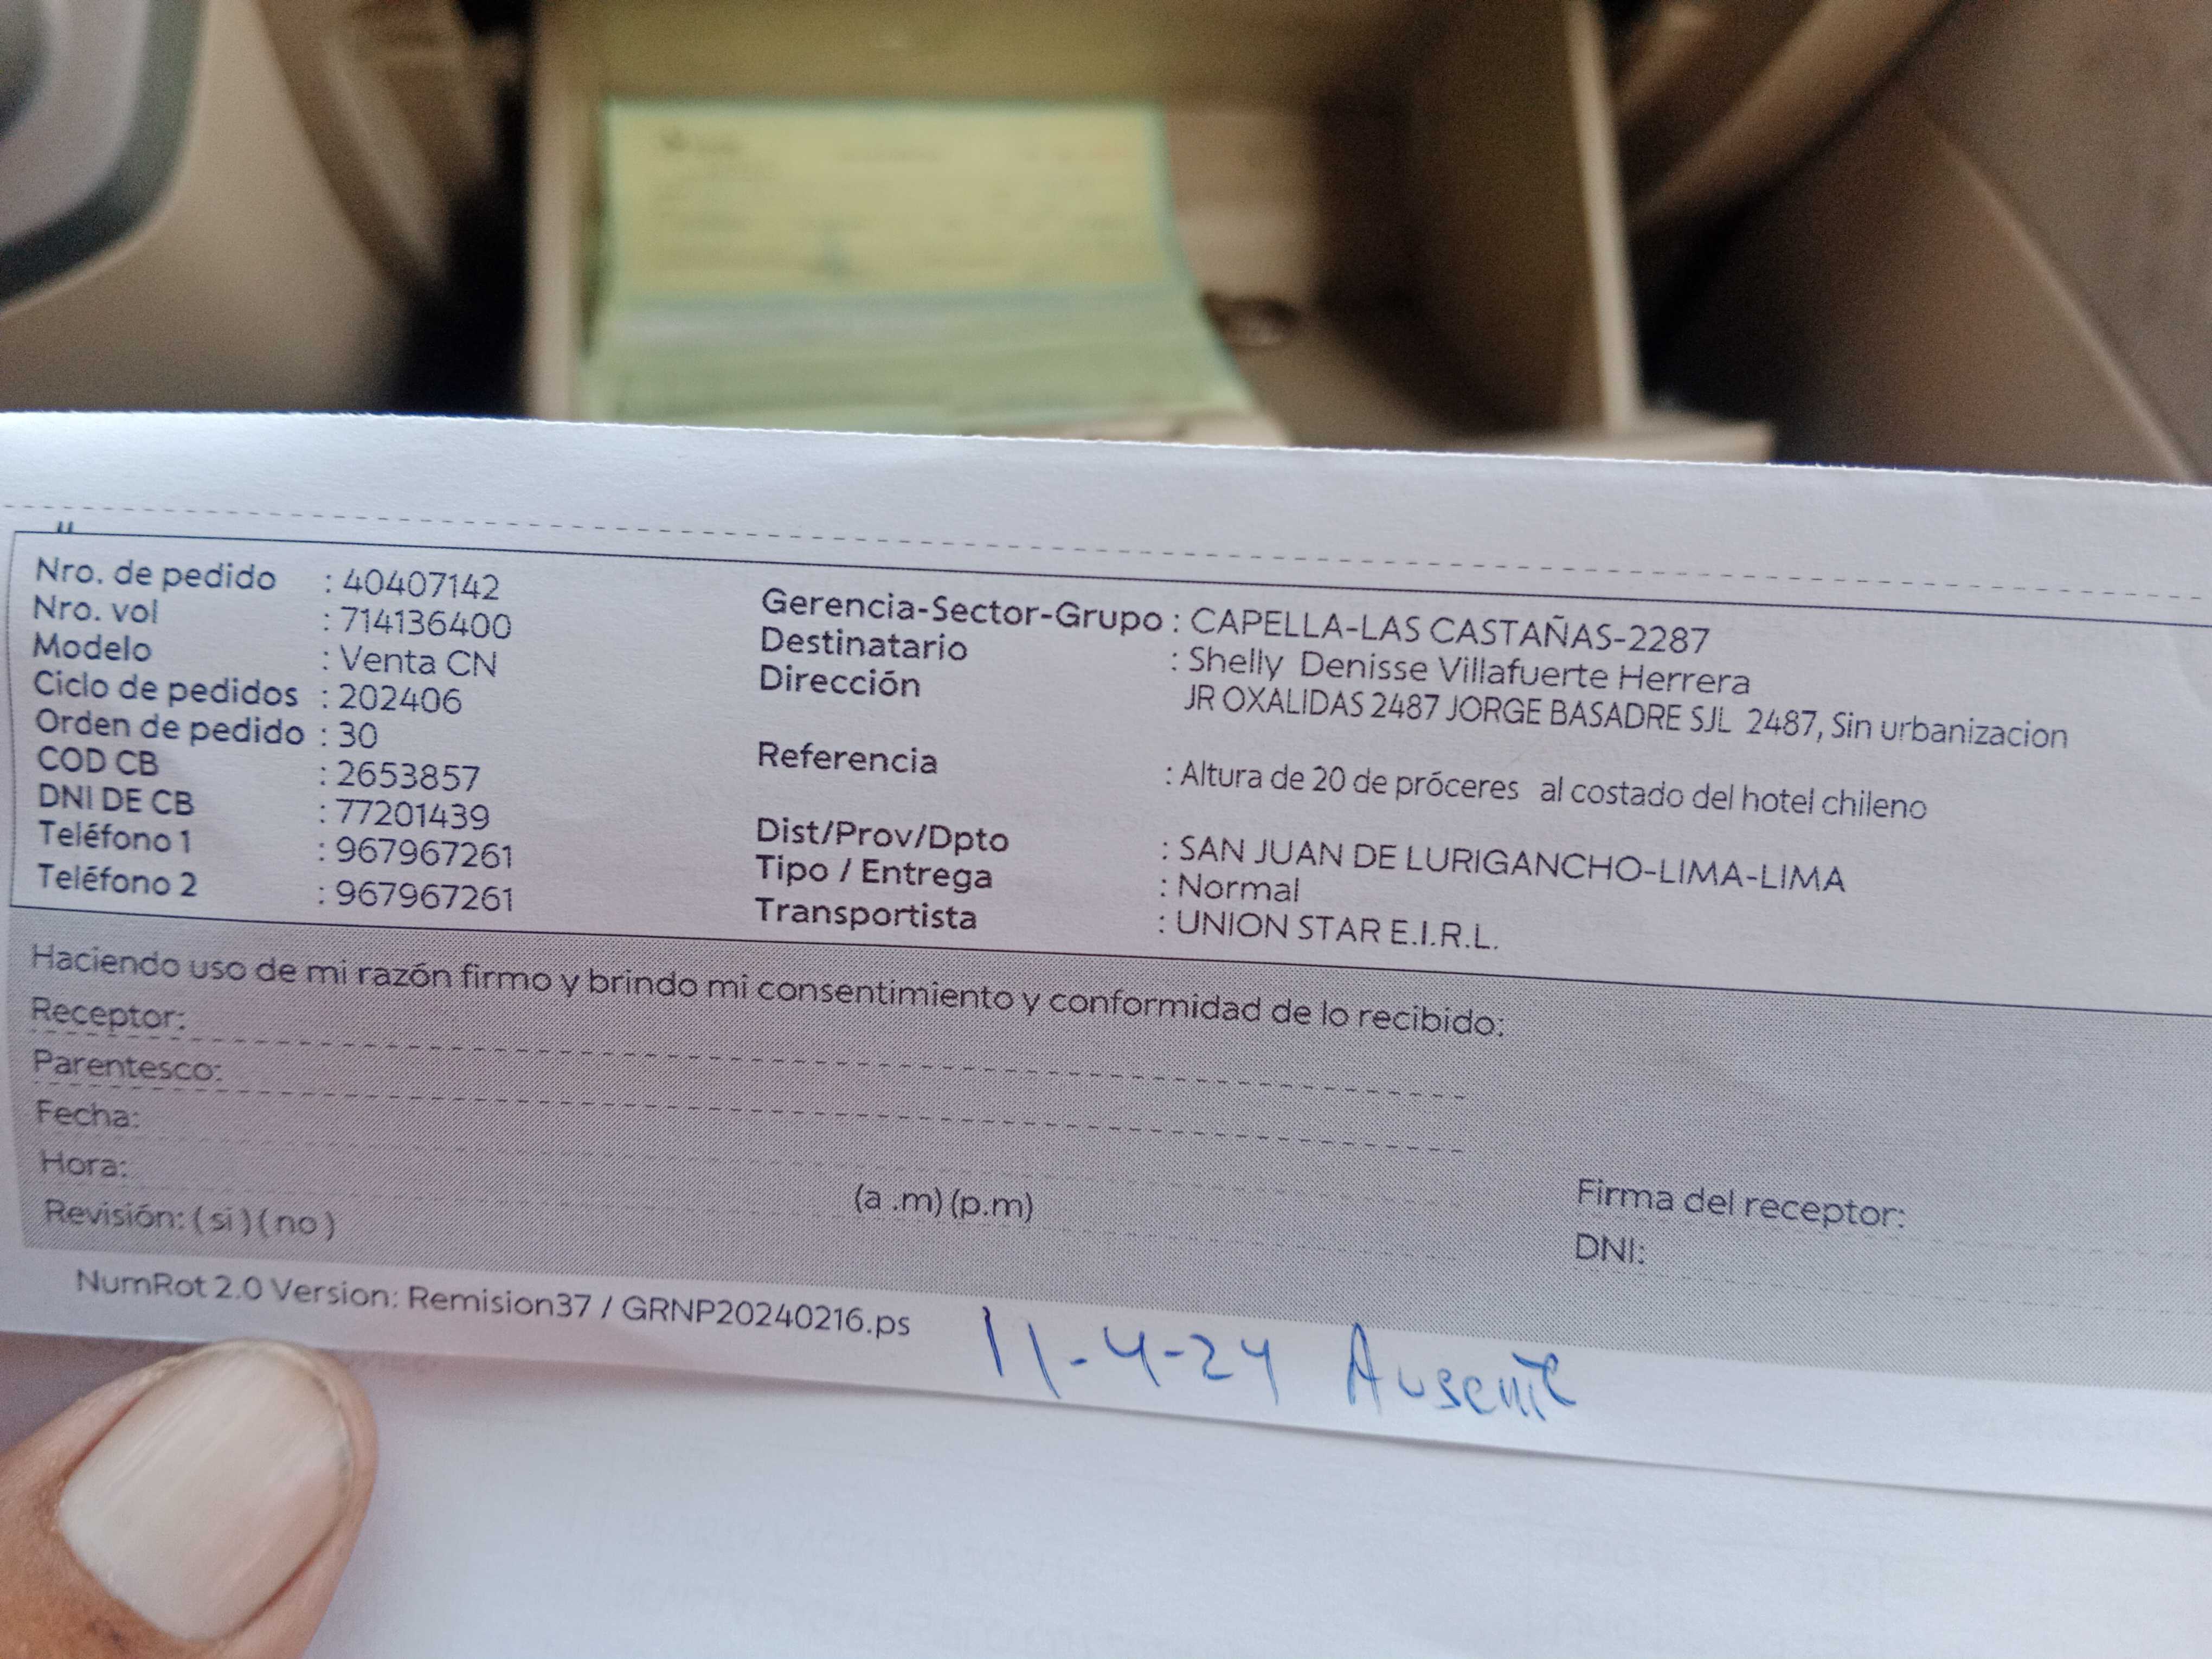 Nro. de pedido : 40407142
Nro. vol : 714136400
Modelo : Venta CN
Ciclo de pedidos : 202406
Orden de pedido : 30
COD CB : 2653857
DNI DE CB : 77201439
Teléfono 1 : 967967261
Teléfono 2 : 967967261
Gerencia-Sector-Grupo : CAPELLA-LAS CASTAÑAS-2287
Destinatario : Shelly Denisse Villafuerte Herrera
Dirección JR OXALIDAS 2487 JORGE BASADRE SJL 2487, Sin urbanizacion
Referencia : Altura de 20 de próceres al costado del hotel chileno
Dist/Prov/Dpto : SAN JUAN DE LURIGANCHO-LIMA-LIMA
Tipo / Entrega : Normal
Transportista : UNION STAR E.I.R.L.
Haciendo uso de mi razón firmo y brindo mi consentimiento y conformidad de lo recibido:
Receptor:
Parentesco:
Fecha:
Hora: (a .m) (p.m)
Revisión: ( si ) ( no )
Firma del receptor:
DNI:
NumRot 2.0 Version: Remision37 / GRNP20240216.ps
11-4-24 Ausente